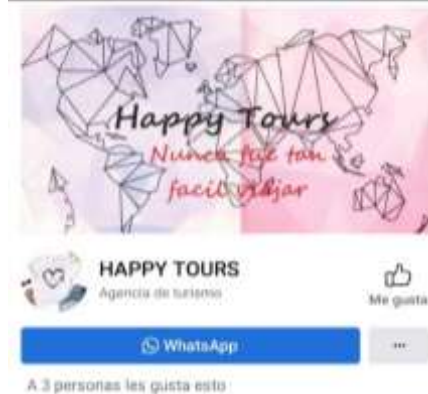 Happy Tours
Nunca fue tan
facil viajar
HAPPY TOURS
Agencia de turismo
Me gusta
WhatsApp
A 3 personas les gusta esto